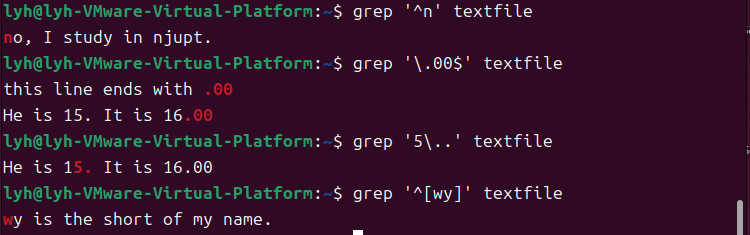 lyh@lyh-VMware-Virtual-Platform:~$ grep '^n' textfile
no, I study in njupt.
lyh@lyh-VMware-Virtual-Platform:~$ grep '\.00$' textfile
this line ends with .00
He is 15. It is 16.00
lyh@lyh-VMware-Virtual-Platform:~$ grep '5\..' textfile
He is 15. It is 16.00
lyh@lyh-VMware-Virtual-Platform:~$ grep '^[wy]' textfile
wy is the short of my name.